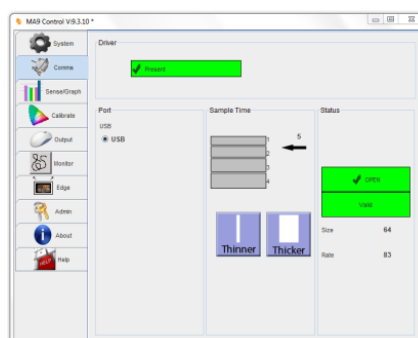 MA9 Control V:9.3.10 *
System
Comms
Sense/Graph
Calibrate
Output
Monitor
Edge
Admin
About
HELP
Help
Driver
Present
Port
USB
USB
Sample Time
1
2
3
4
5
Thinner
Thicker
Status
OPEN
Valid
Size 64
Rate 83